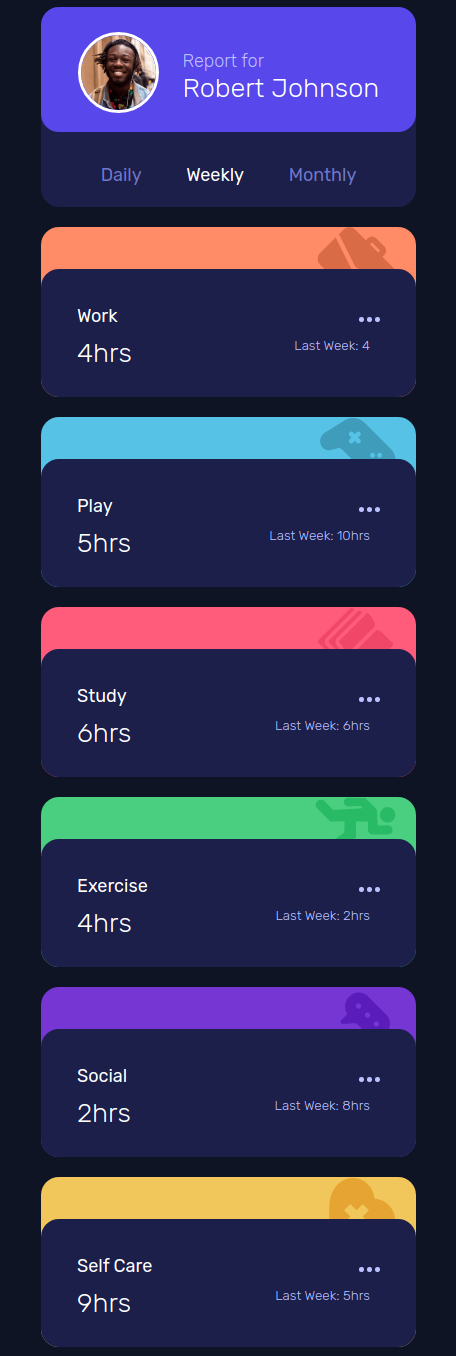 Report for
Robert Johnson
Daily Weekly Monthly
Work
4hrs
Last Week: 4
Play
5hrs
Last Week: 10hrs
Study
6hrs
Last Week: 6hrs
Exercise
4hrs
Last Week: 2hrs
Social
2hrs
Last Week: 8hrs
Self Care
9hrs
Last Week: 5hrs